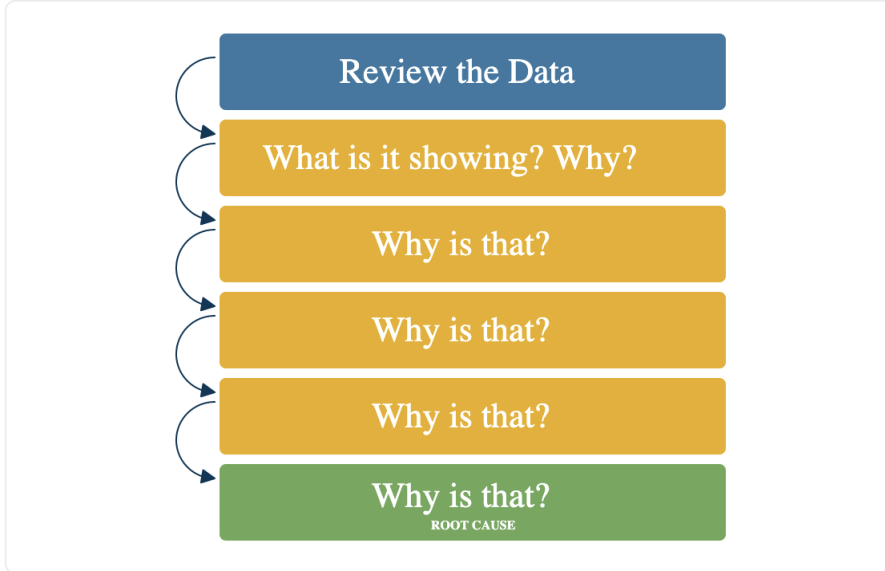 Review the Data
What is it showing? Why?
Why is that?
Why is that?
Why is that?
Why is that?
ROOT CAUSE